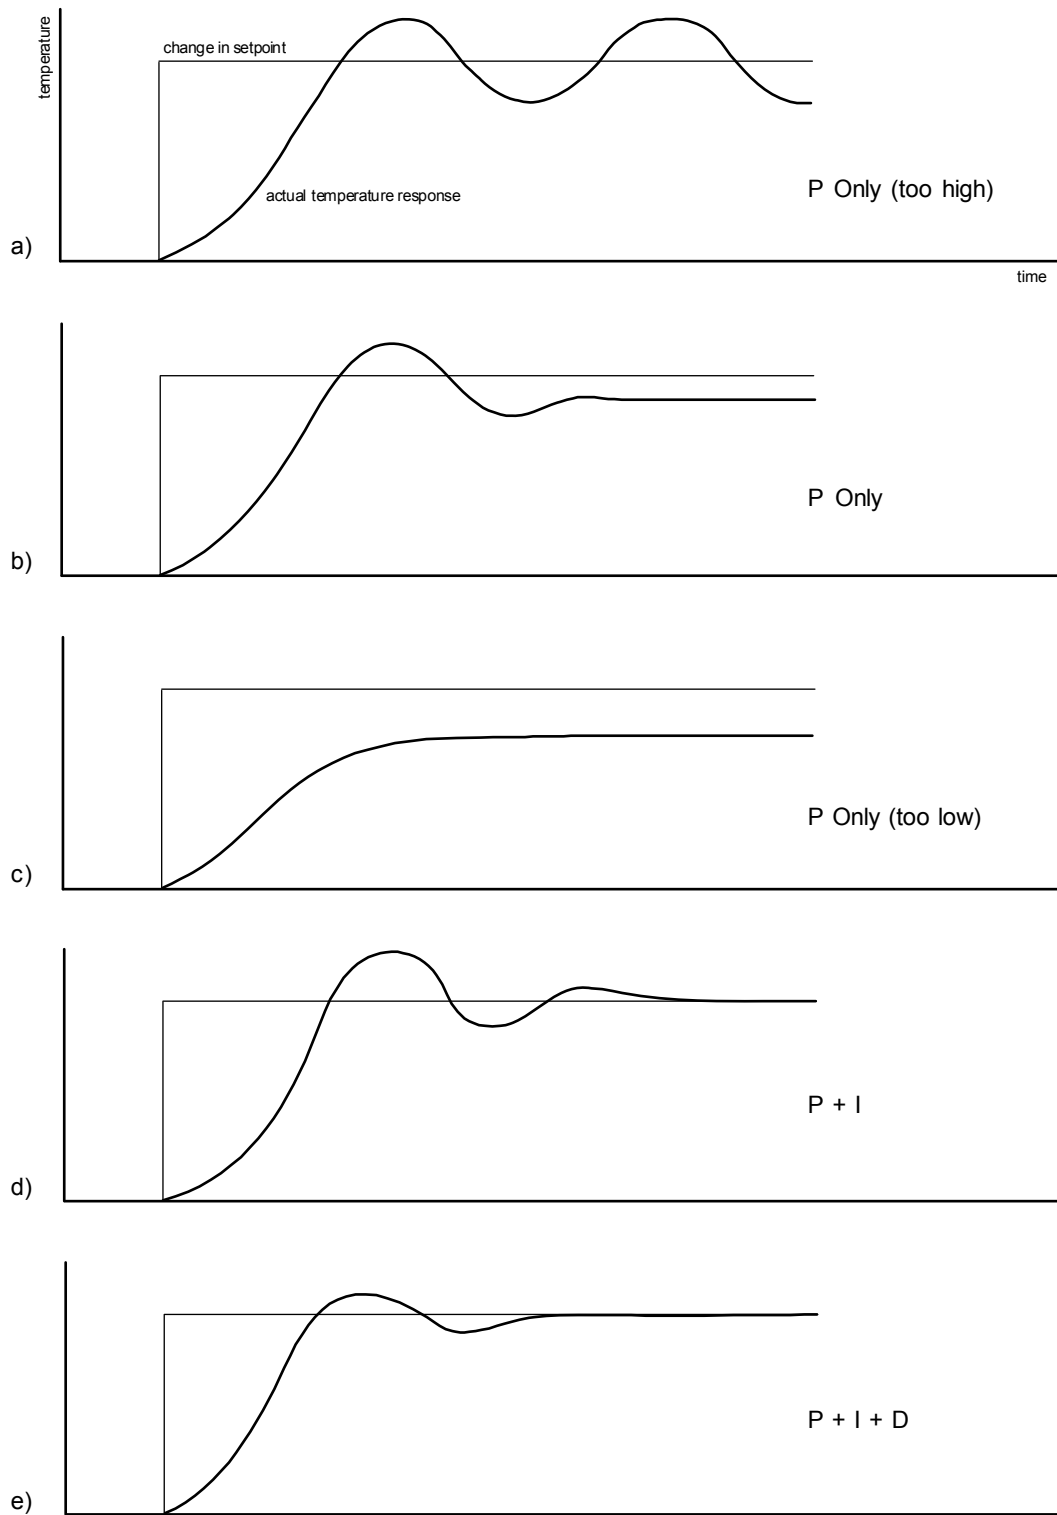 temperature
change in setpoint
actual temperature response
P Only (too high)
a)
time
P Only
b)
P Only (too low)
c)
P + I
d)
P + I + D
e)